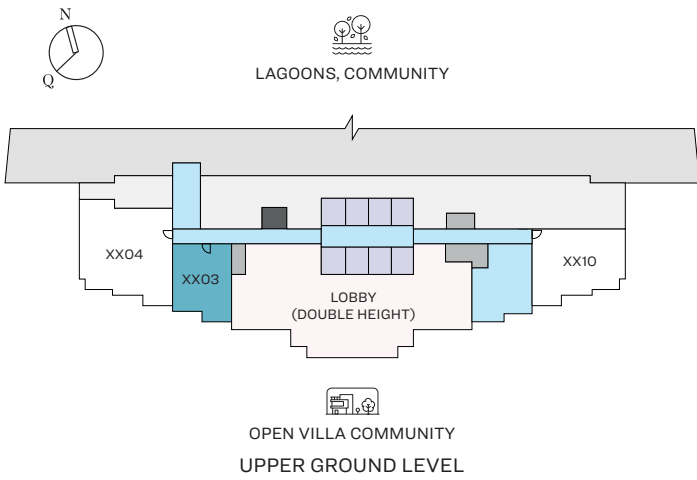 N
Q
LAGOONS, COMMUNITY
XX04
XX03
XX10
LOBBY
(DOUBLE HEIGHT)
OPEN VILLA COMMUNITY
UPPER GROUND LEVEL